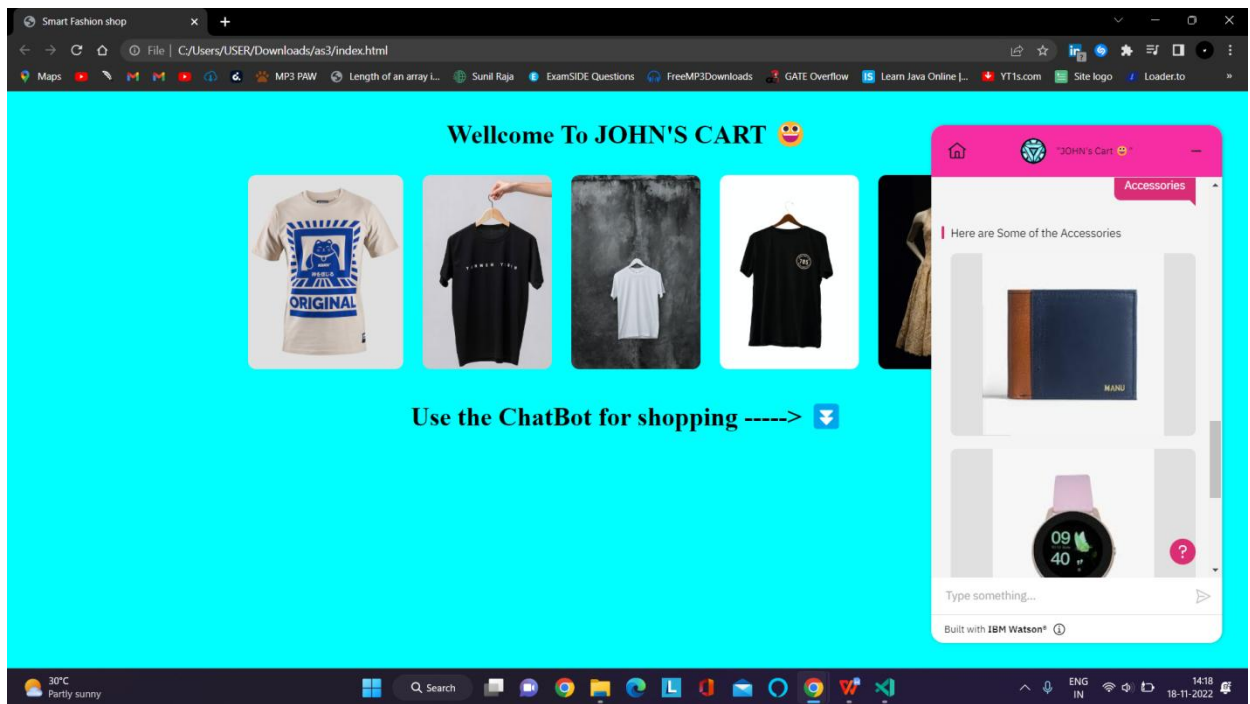 Smart Fashion shop
File | C:/Users/USER/Downloads/as3/index.html
Maps MP3 PAW Length of an array i... Sunil Raja ExamSIDE Questions FreeMP3Downloads GATE Overflow IS Learn Java Online |... YT1s.com Site logo Loader.to »
Wellcome To JOHN'S CART 😀
"JOHN's Cart 😀"
Accessories
Here are Some of the Accessories
ORIGINAL
MANU
Use the ChatBot for shopping -----> ⏬
09
40
?
Type something...
Built with IBM Watson®
30°C
Partly sunny
Search
ENG
IN
14:18
18-11-2022